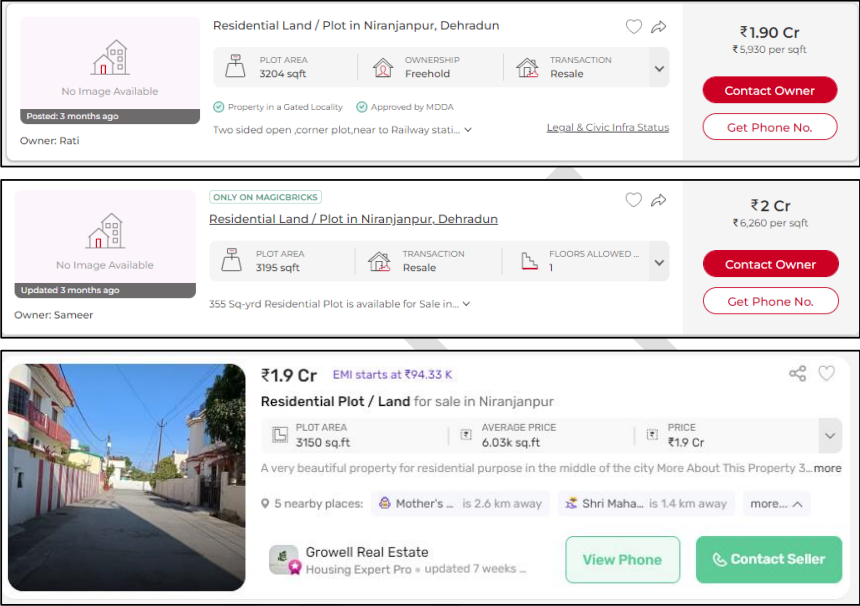 Residential Land / Plot in Niranjanpur, Dehradun
No Image Available
Posted: 3 months ago
Owner: Rati
PLOT AREA
3204 sqft
OWNERSHIP
Freehold
TRANSACTION
Resale
Property in a Gated Locality
Approved by MDDA
Two sided open ,corner plot,near to Railway stati...
Legal & Civic Infra Status
₹1.90 Cr
₹5,930 per sqft
Contact Owner
Get Phone No.
ONLY ON MAGICBRICKS
Residential Land / Plot in Niranjanpur, Dehradun
No Image Available
Updated 3 months ago
Owner: Sameer
PLOT AREA
3195 sqft
TRANSACTION
Resale
FLOORS ALLOWED ...
1
355 Sq-yrd Residential Plot is available for Sale in...
₹2 Cr
₹6,260 per sqft
Contact Owner
Get Phone No.
₹1.9 Cr EMI starts at ₹94.33 K
Residential Plot / Land for sale in Niranjanpur
PLOT AREA
3150 sq.ft
AVERAGE PRICE
6.03k sq.ft
PRICE
₹1.9 Cr
A very beautiful property for residential purpose in the middle of the city More About This Property 3...more
5 nearby places: Mother's ... is 2.6 km away Shri Maha... is 1.4 km away more...
Growell Real Estate
Housing Expert Pro • updated 7 weeks ...
View Phone
Contact Seller